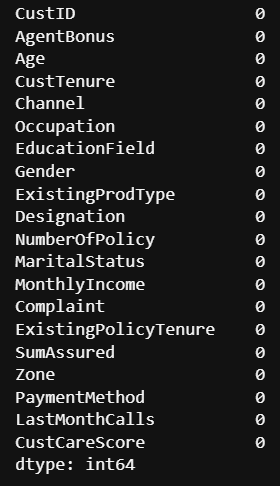 CustID 0
AgentBonus 0
Age 0
CustTenure 0
Channel 0
Occupation 0
EducationField 0
Gender 0
ExistingProdType 0
Designation 0
NumberOfPolicy 0
MaritalStatus 0
MonthlyIncome 0
Complaint 0
ExistingPolicyTenure 0
SumAssured 0
Zone 0
PaymentMethod 0
LastMonthCalls 0
CustCareScore 0
dtype: int64